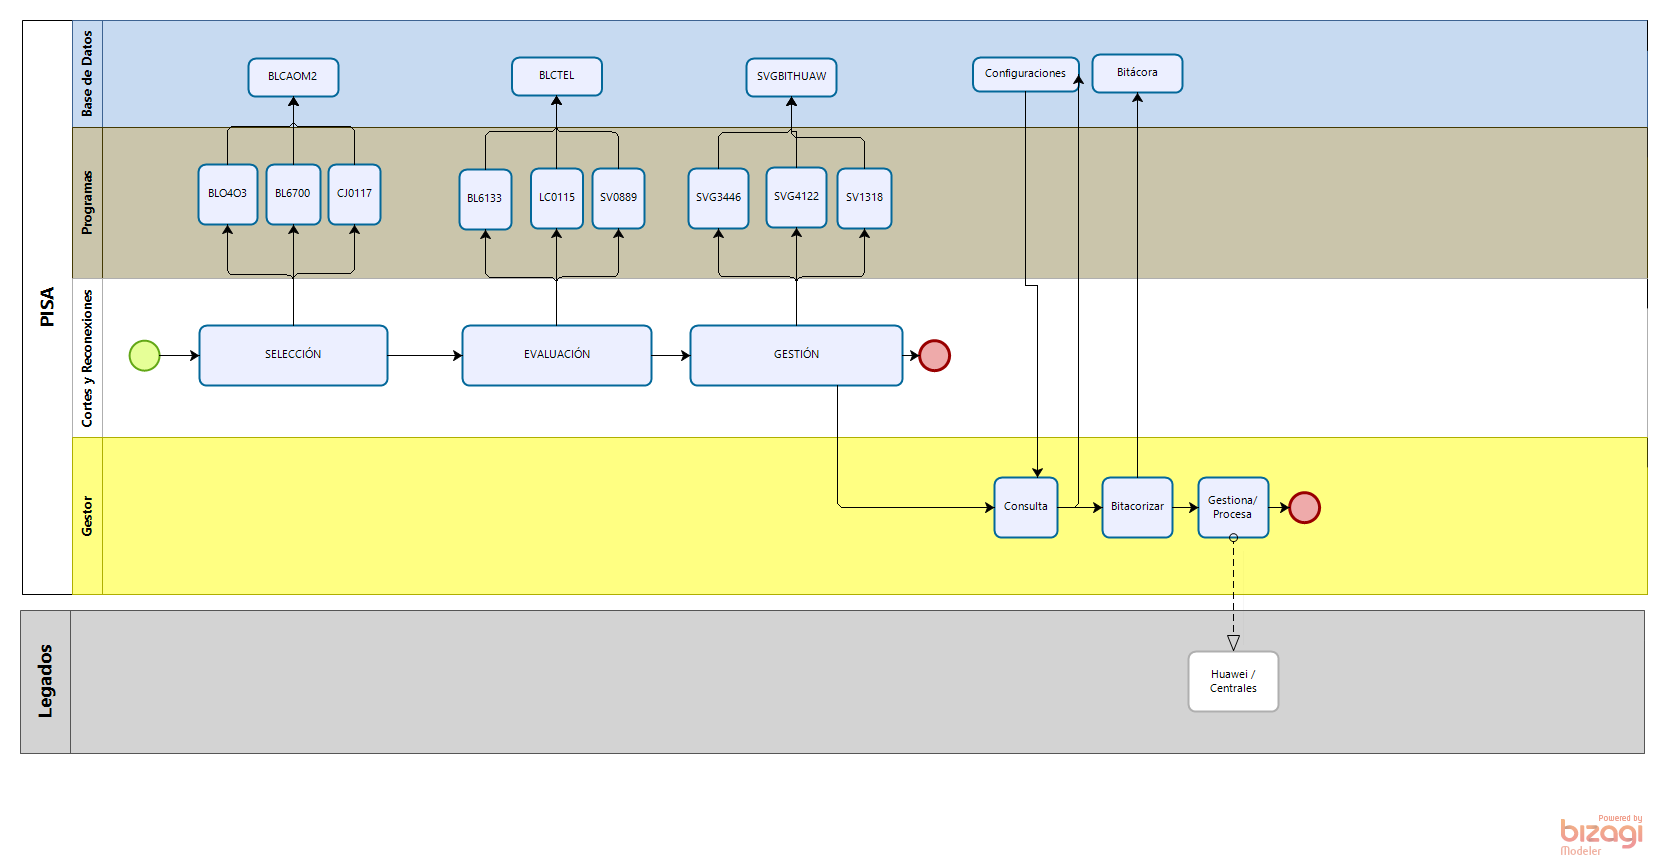 PISA
Base de Datos
BLCAOM2
BLCTEL
SVGBITHUAW
Configuraciones
Bitácora
Programas
BLO4O3
BL6700
CJ0117
BL6133
LC0115
SV0889
SVG3446
SVG4122
SV1318
Cortes y Reconexiones
SELECCIÓN
EVALUACIÓN
GESTIÓN
Gestor
Consulta
Bitacorizar
Gestiona/
Procesa
Legados
Huawei /
Centrales
Powered by
bizagi
Modeler